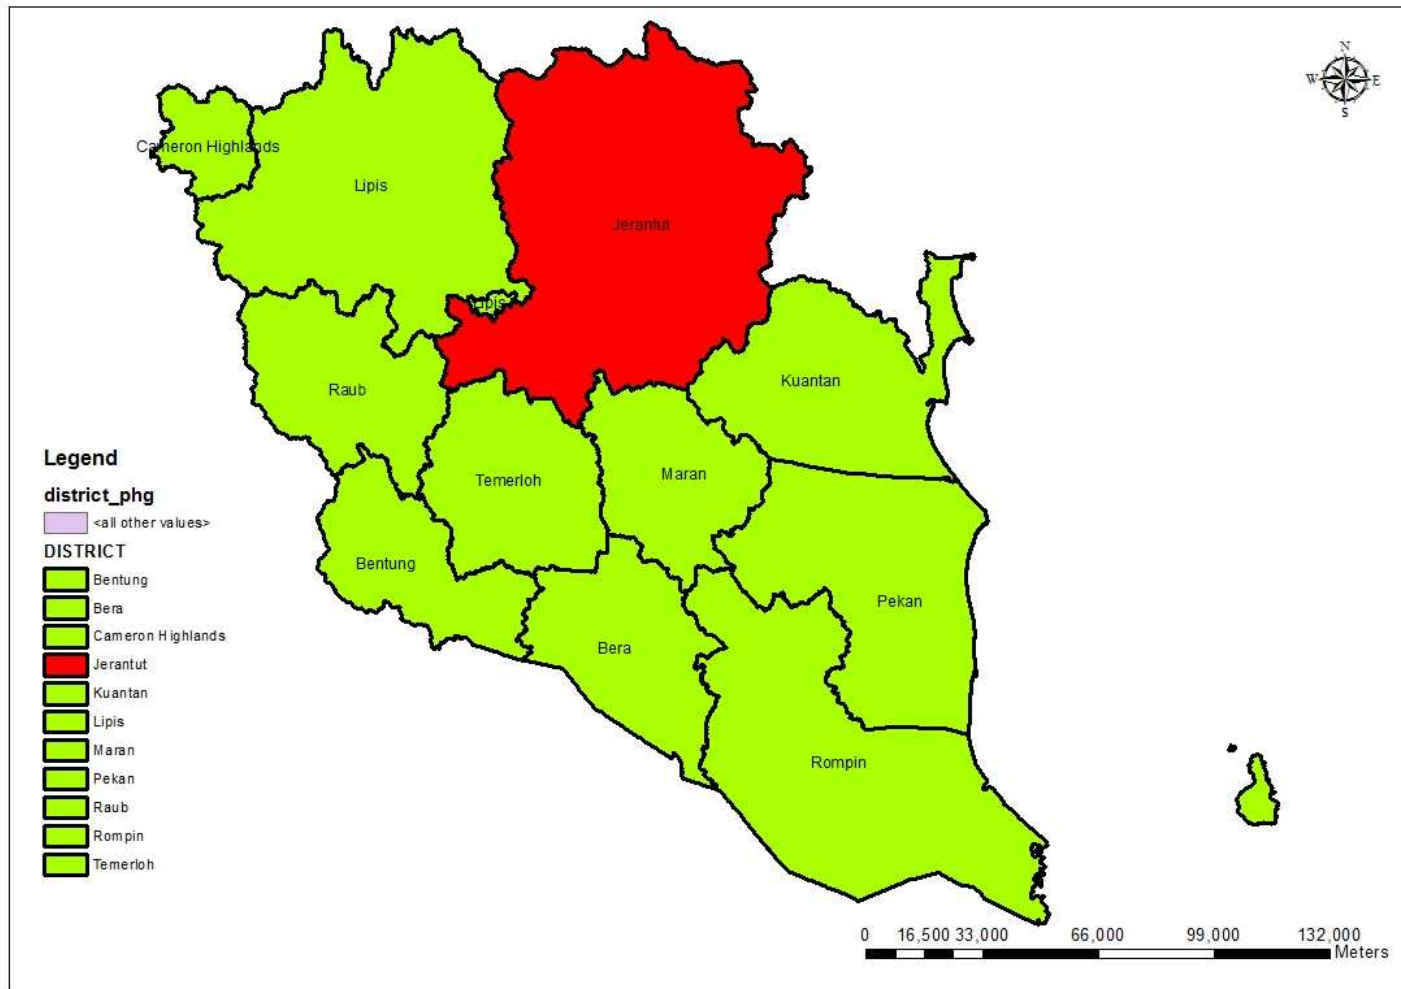 N
W E
S
Cameron Highlands
Lipis
Jerantut
Lipis
Kuantan
Raub
Maran
Temerloh
Bentung
Pekan
Bera
Rompin
Legend
district_phg
<all other values>
DISTRICT
Bentung
Bera
Cameron Highlands
Jerantut
Kuantan
Lipis
Maran
Pekan
Raub
Rompin
Temerloh
0 16,500 33,000 66,000 99,000 132,000
Meters